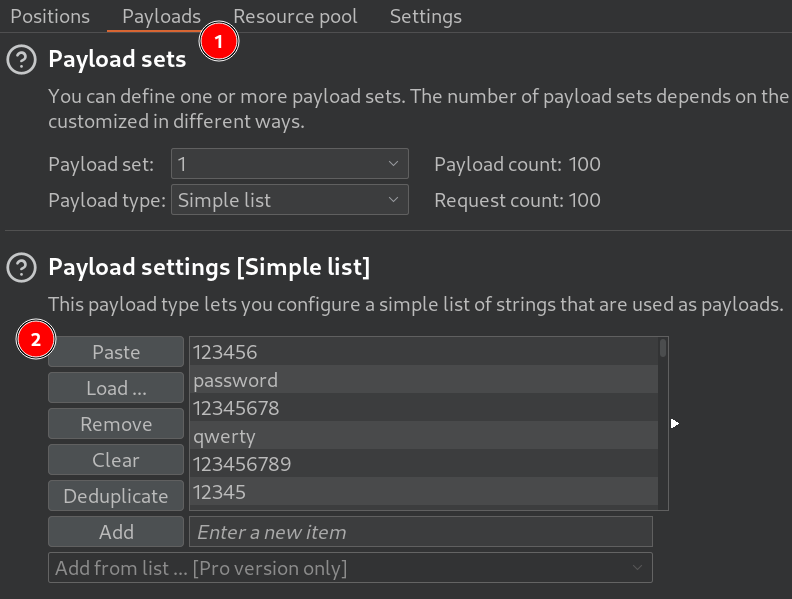 Positions Payloads Resource pool Settings
1
Payload sets
You can define one or more payload sets. The number of payload sets depends on the
customized in different ways.
Payload set: 1 Payload count: 100
Payload type: Simple list Request count: 100
Payload settings [Simple list]
This payload type lets you configure a simple list of strings that are used as payloads.
2
Paste 123456
password
Load ... 12345678
Remove qwerty
Clear 123456789
Deduplicate 12345
Add Enter a new item
Add from list ... [Pro version only]